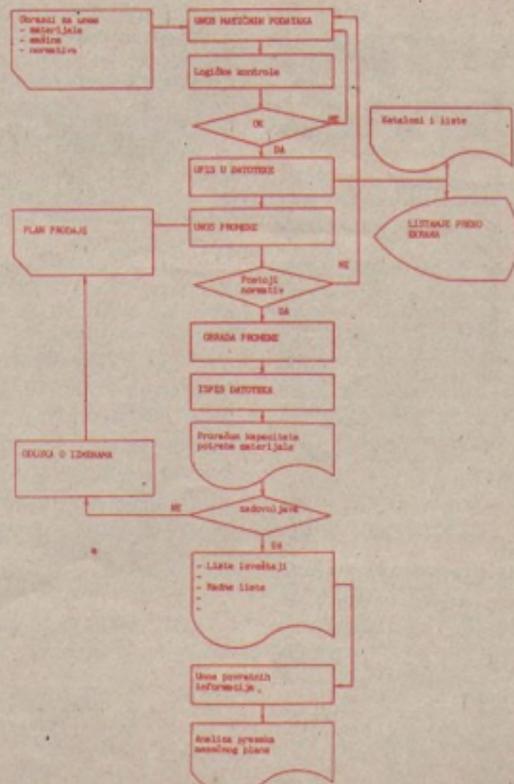 Obrazci za unos
- materijala
- mašina
- normativa
UNOS MATIČNIH PODATAKA
Logičke kontrole
OK
NE
DA
Katalozi i liste
UPIS U DATOTEKE
LISTANJE PREKO
EKRANA
PLAN PRODAJE
UNOS PROMENE
NE
Postoji
normativ
DA
OBRADA PROMENE
ISPIS DATOTEKA
Proračun kapaciteta
potrebe materijala
ODLUKA O IZMENAMA
NE
zadovoljava
DA
- Liste izveštaji
-
- Radne liste
-
-
Unos povratnih
informacija
Analiza preseka
mesečnog plana